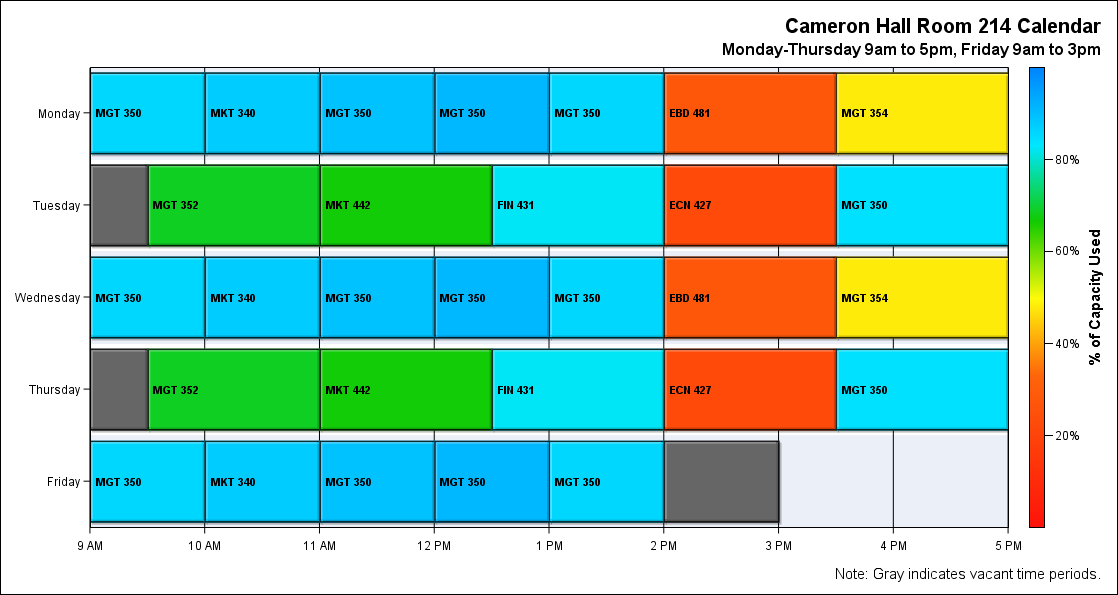 Cameron Hall Room 214 Calendar
Monday-Thursday 9am to 5pm, Friday 9am to 3pm
Monday MGT 350 MKT 340 MGT 350 MGT 350 MGT 350 EBD 481 MGT 354
Tuesday MGT 352 MKT 442 FIN 431 ECN 427 MGT 350
Wednesday MGT 350 MKT 340 MGT 350 MGT 350 MGT 350 EBD 481 MGT 354
Thursday MGT 352 MKT 442 FIN 431 ECN 427 MGT 350
Friday MGT 350 MKT 340 MGT 350 MGT 350 MGT 350
9 AM 10 AM 11 AM 12 PM 1 PM 2 PM 3 PM 4 PM 5 PM
80%
60%
40%
20%
% of Capacity Used
Note: Gray indicates vacant time periods.